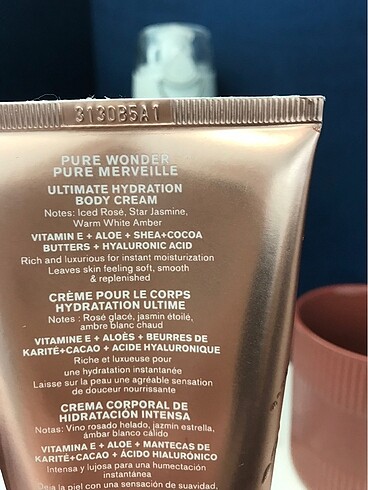 3130B5A1
PURE WONDER
PURE MERVEILLE
ULTIMATE HYDRATION
BODY CREAM
Notes: Iced Rosé, Star Jasmine,
Warm White Amber
VITAMIN E + ALOE + SHEA+COCOA
BUTTERS + HYALURONIC ACID
Rich and luxurious for instant moisturization
Leaves skin feeling soft, smooth
& replenished
CRÈME POUR LE CORPS
HYDRATATION ULTIME
Notes : Rosé glacé, jasmin étoilé,
ambre blanc chaud
VITAMINE E + ALOÈS + BEURRES DE
KARITÉ+CACAO + ACIDE HYALURONIQUE
Riche et luxueuse pour
une hydratation instantanée
Laisse sur la peau une agréable sensation
de douceur nourrissante
CREMA CORPORAL DE
HIDRATACIÓN INTENSA
Notas: Vino rosado helado, jazmín estrella,
ámbar blanco cálido
VITAMINA E + ALOE + MANTECAS DE
KARITÉ+CACAO + ÁCIDO HIALURÓNICO
Intensa y lujosa para una humectación
instantánea
Deja la piel con una sensación de suavidad,